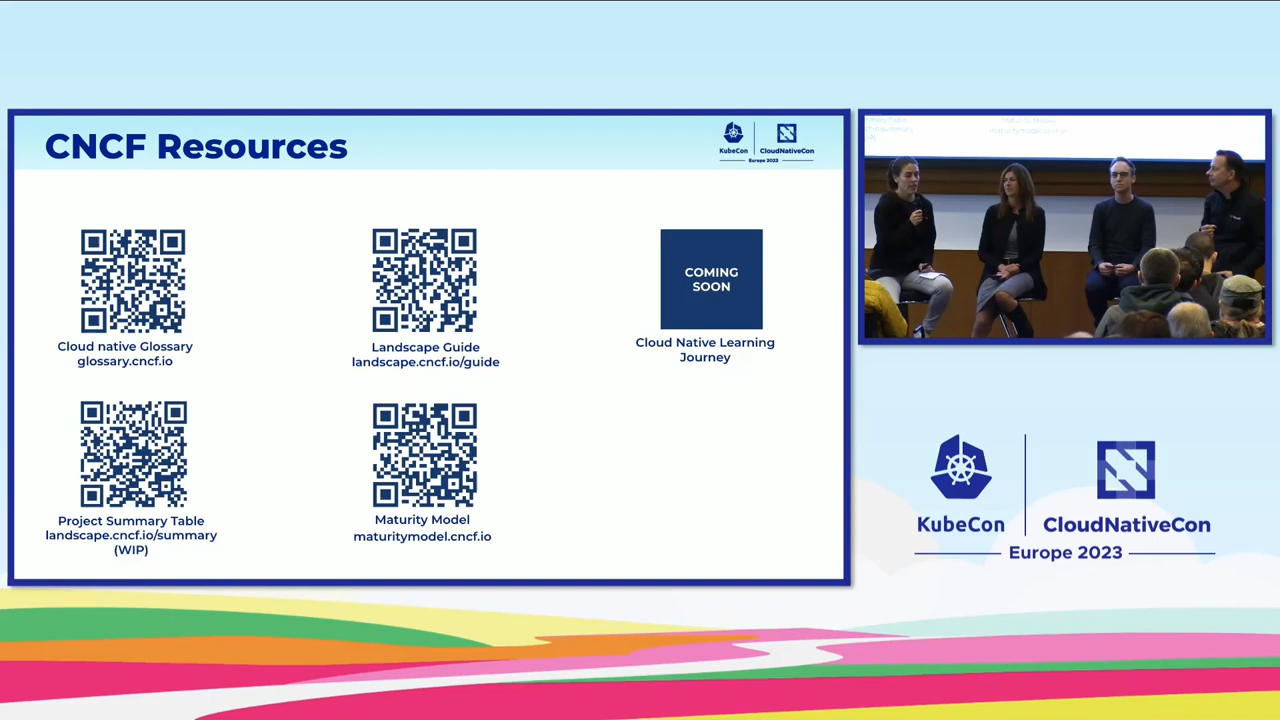 CNCF Resources
KubeCon
CloudNativeCon
Europe 2023
Cloud native Glossary
glossary.cncf.io
Landscape Guide
landscape.cncf.io/guide
COMING
SOON
Cloud Native Learning
Journey
Project Summary Table
landscape.cncf.io/summary
(WIP)
Maturity Model
maturitymodel.cncf.io
KubeCon
CloudNativeCon
Europe 2023